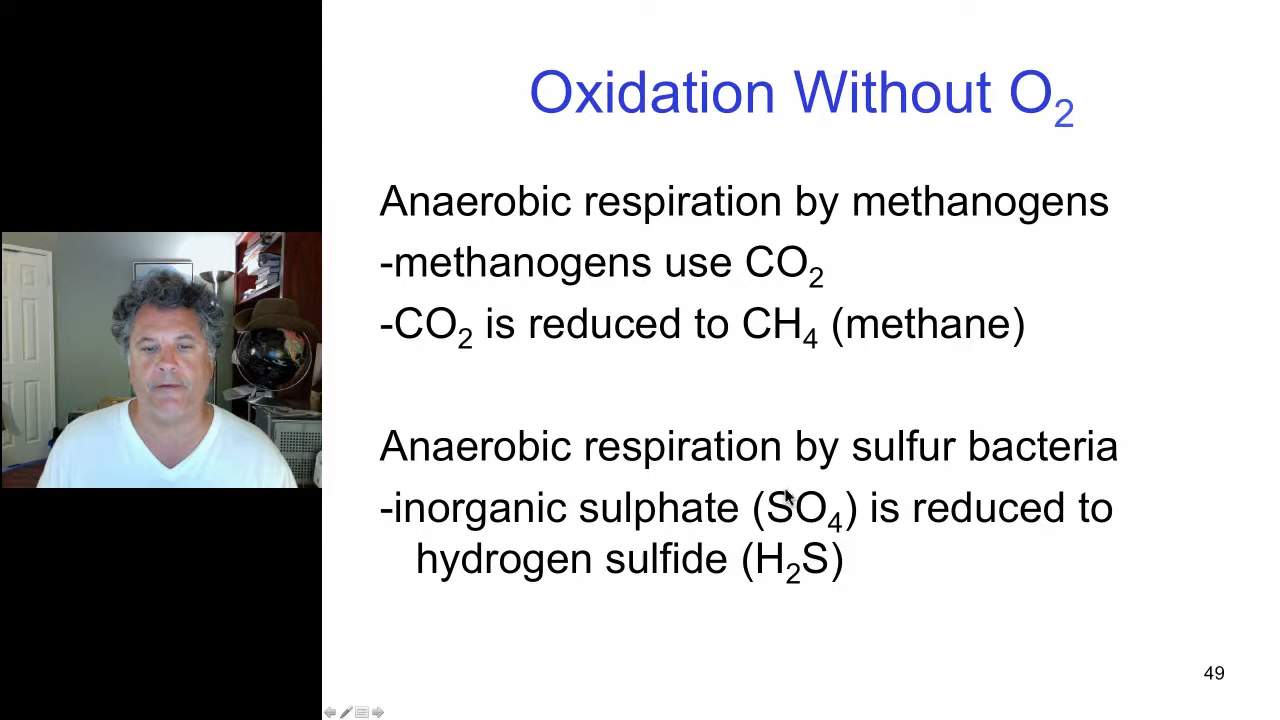 Oxidation Without O₂
Anaerobic respiration by methanogens
-methanogens use CO₂
-CO₂ is reduced to CH₄ (methane)
Anaerobic respiration by sulfur bacteria
-inorganic sulphate (SO₄) is reduced to
hydrogen sulfide (H₂S)
49